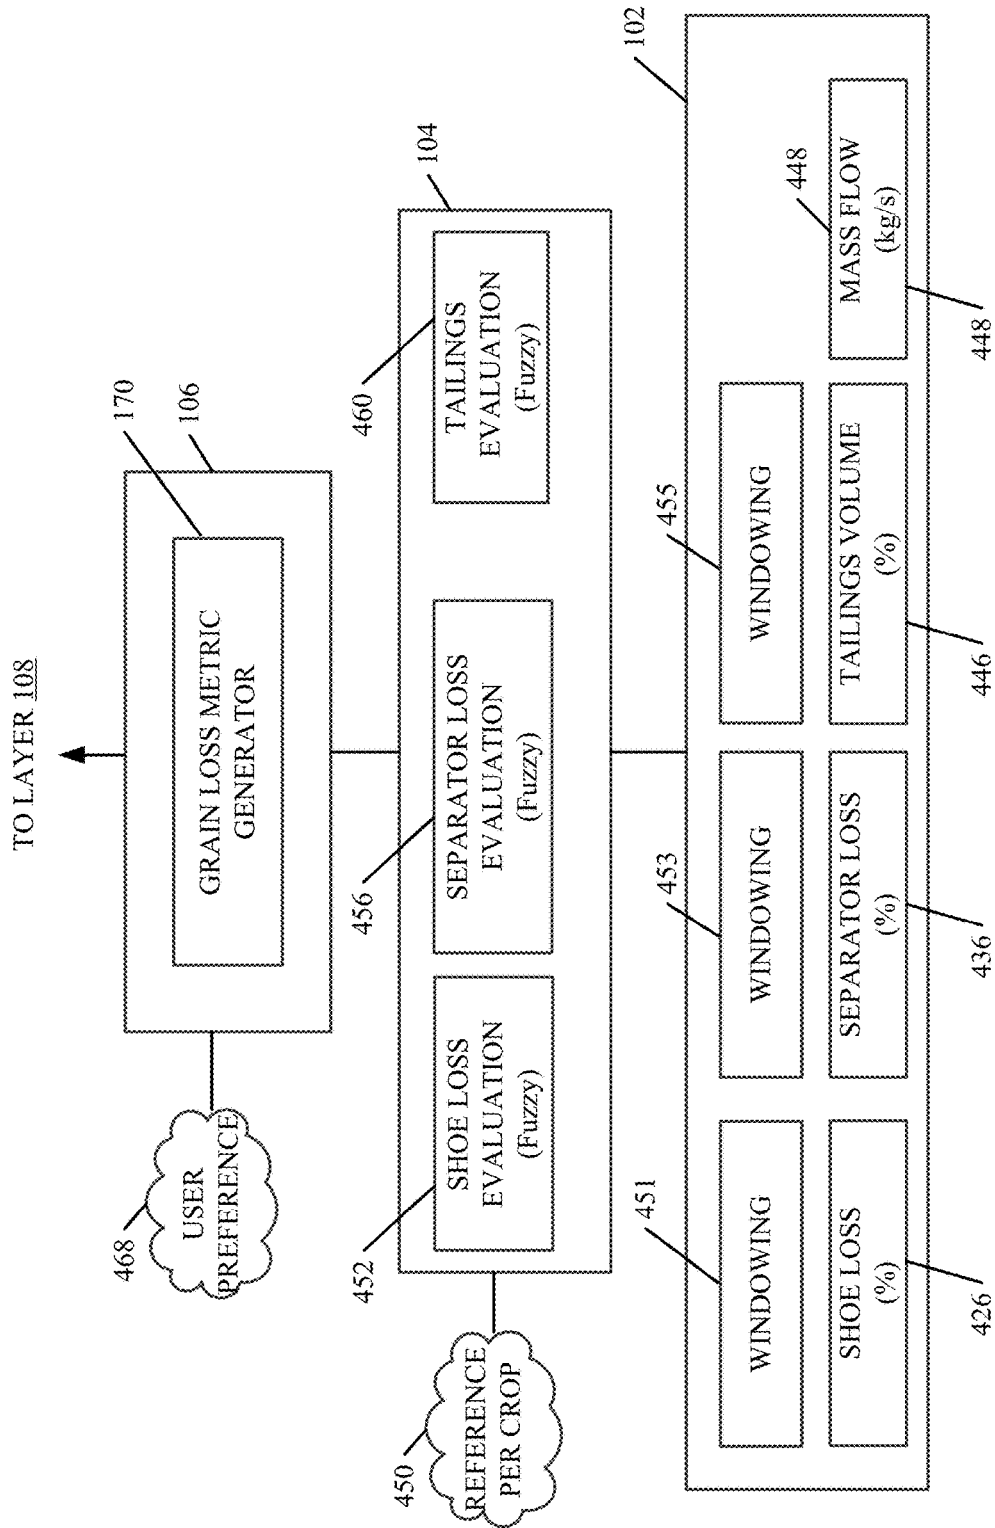 TO LAYER 108
170
106
GRAIN LOSS METRIC
GENERATOR
468
USER
PREFERENCE
104
460
TAILINGS
EVALUATION
(Fuzzy)
456
SEPARATOR LOSS
EVALUATION
(Fuzzy)
452
SHOE LOSS
EVALUATION
(Fuzzy)
450
REFERENCE
PER CROP
102
451
WINDOWING
453
WINDOWING
455
WINDOWING
448
SHOE LOSS
(%)
SEPARATOR LOSS
(%)
TAILINGS VOLUME
(%)
MASS FLOW
(kg/s)
426
436
446
448